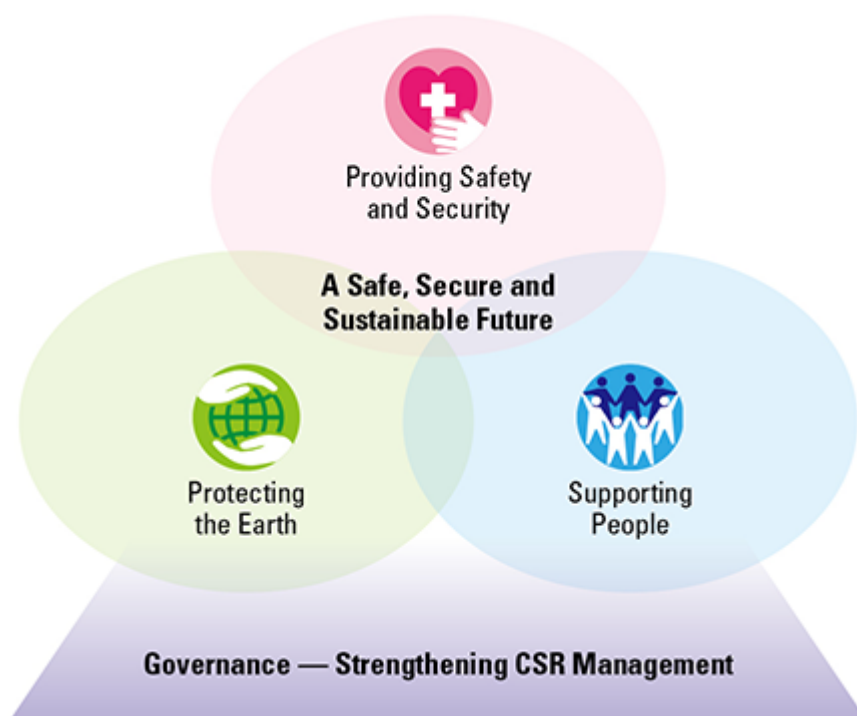 Providing Safety
and Security
A Safe, Secure and
Sustainable Future
Protecting
the Earth
Supporting
People
Governance — Strengthening CSR Management